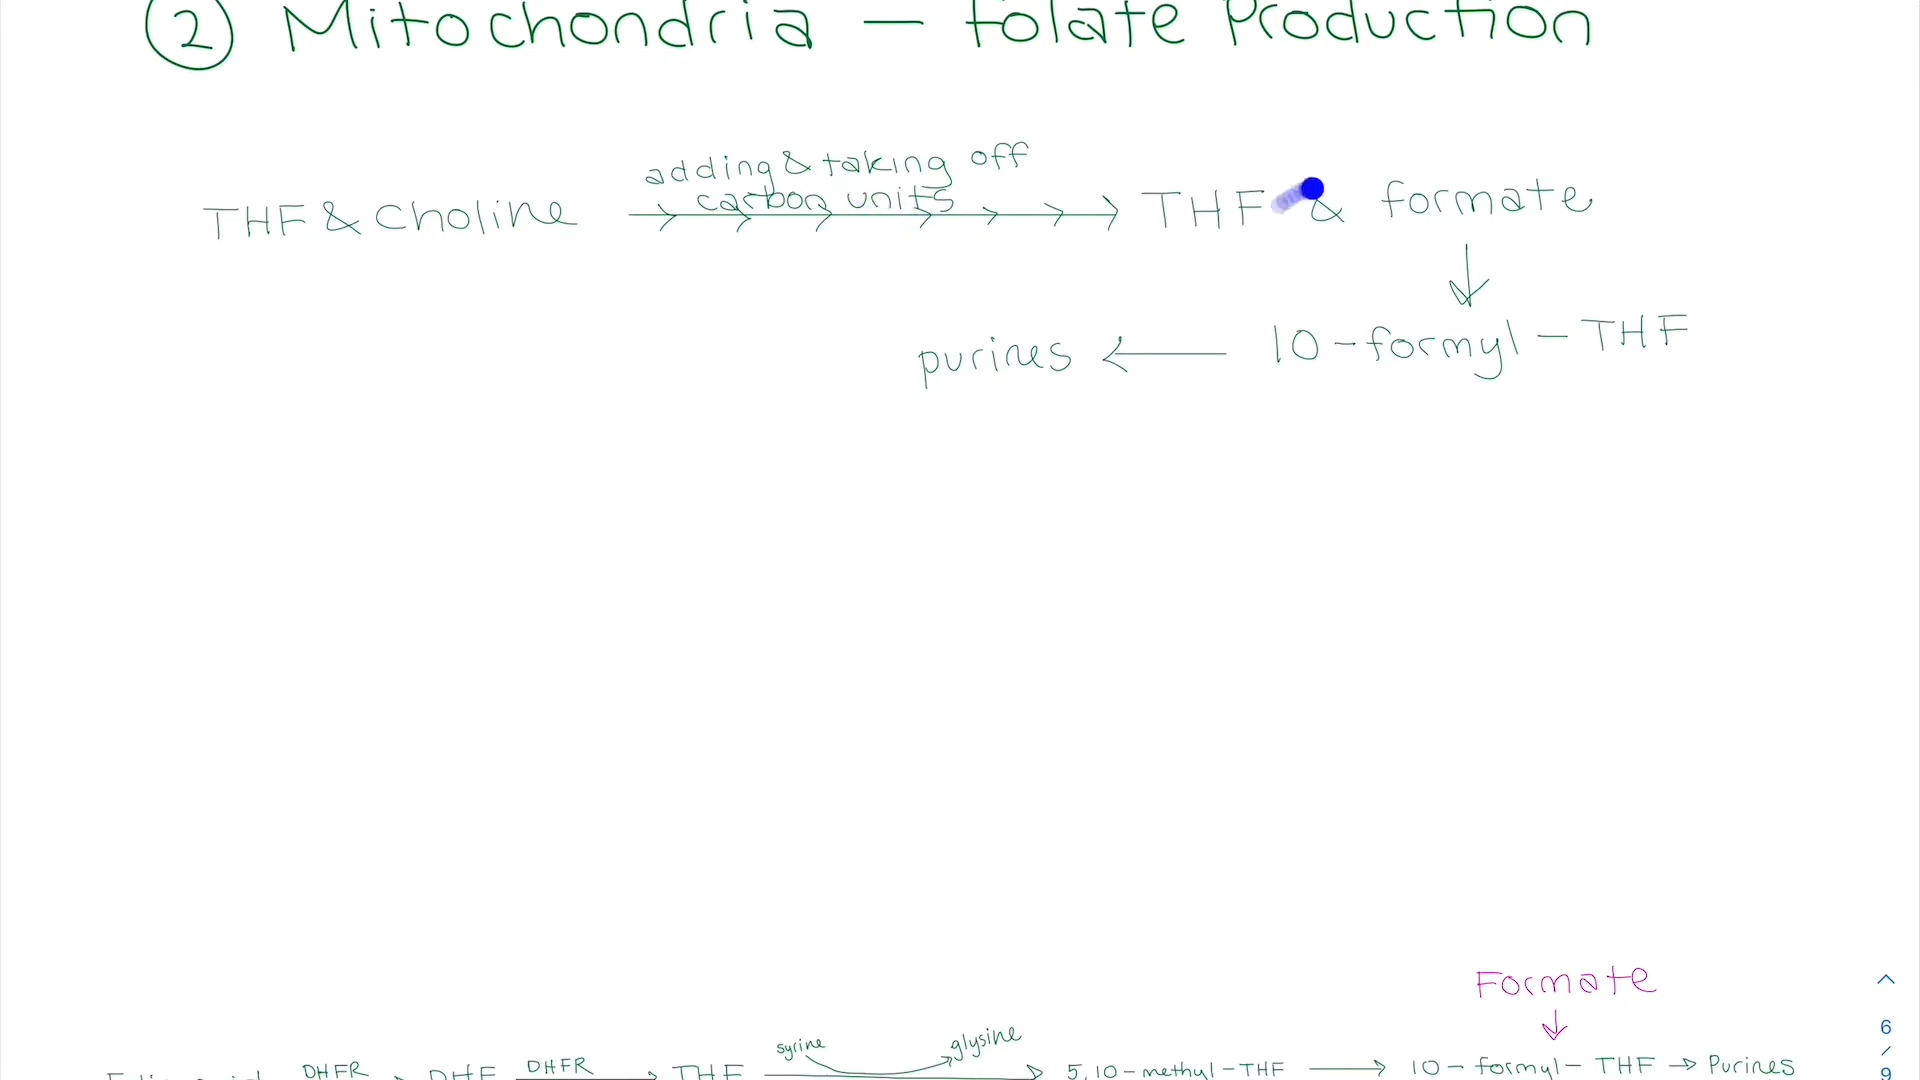 ② Mitochondria – Folate Production
adding & taking off
carbon units
THF & Choline → THF & formate
↓
purines ← 10-formyl-THF
Formate
↓
syrine glysine
DHFR DHF DHFR THF → 5,10-methyl-THF → 10-formyl-THF → Purines
^
6
/
9